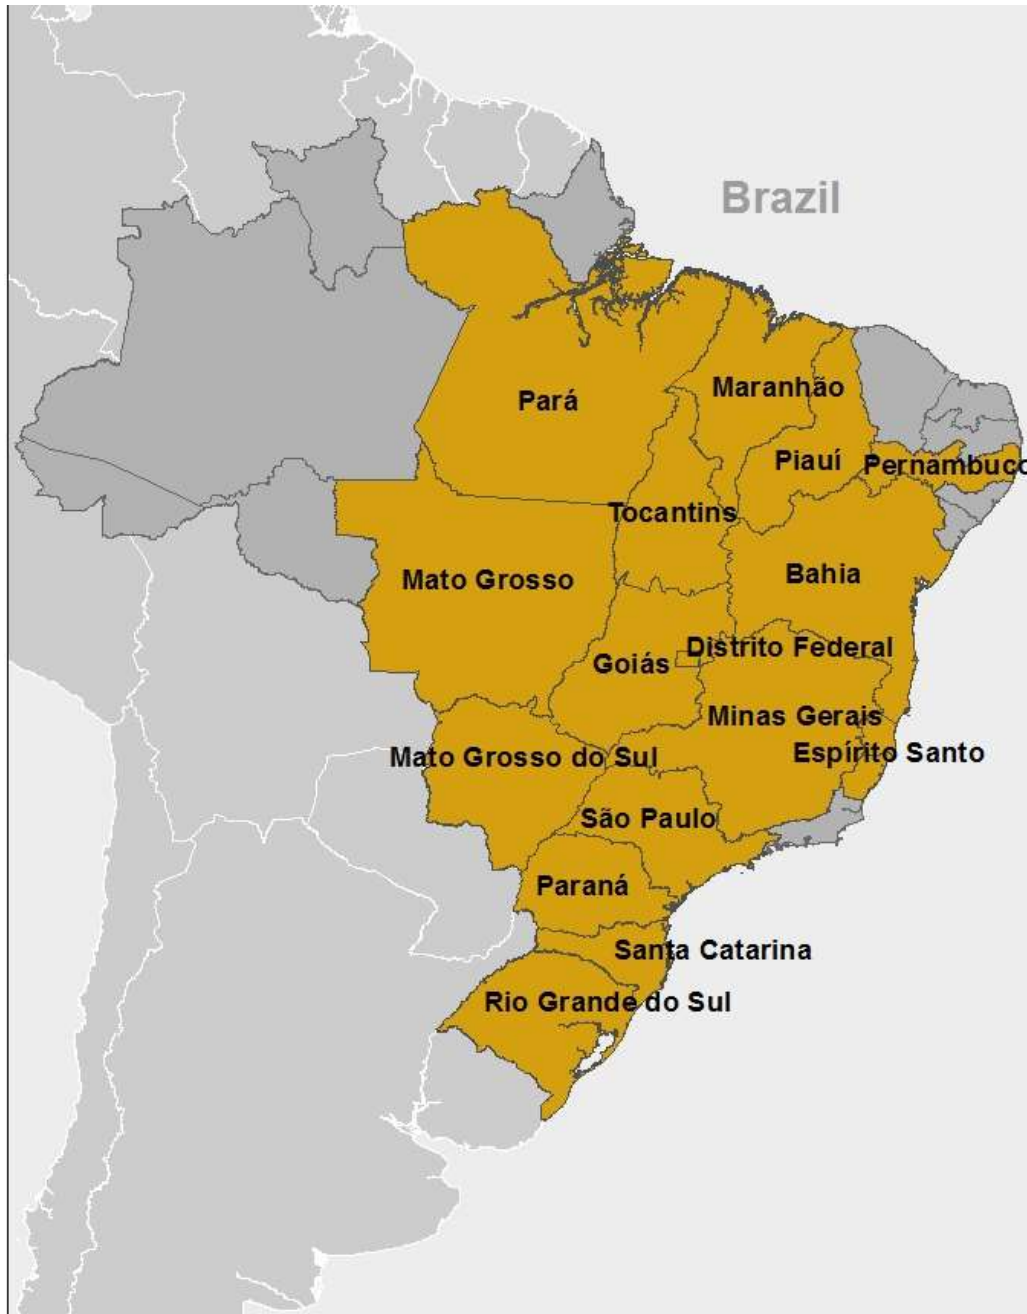 Brazil
Maranhão
Pará
Piauí
Pernambuco
Tocantins
Bahia
Mato Grosso
Distrito Federal
Goiás
Minas Gerais
Espírito Santo
Mato Grosso do Sul
São Paulo
Paraná
Santa Catarina
Rio Grande do Sul